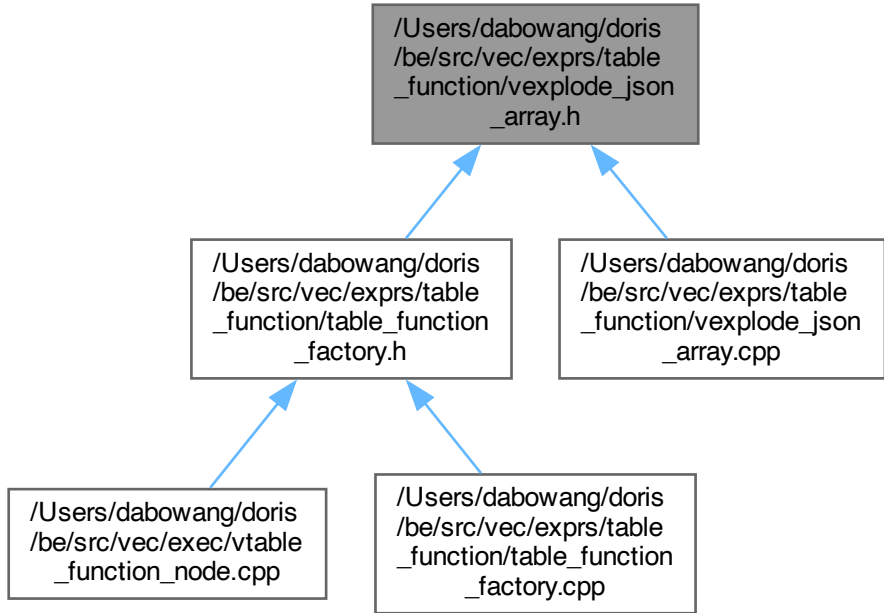 /Users/dabowang/doris
/be/src/vec/exprs/table
_function/vexplode_json
_array.h
/Users/dabowang/doris
/be/src/vec/exprs/table
_function/table_function
_factory.h
/Users/dabowang/doris
/be/src/vec/exprs/table
_function/vexplode_json
_array.cpp
/Users/dabowang/doris
/be/src/vec/exec/vtable
_function_node.cpp
/Users/dabowang/doris
/be/src/vec/exprs/table
_function/table_function
_factory.cpp